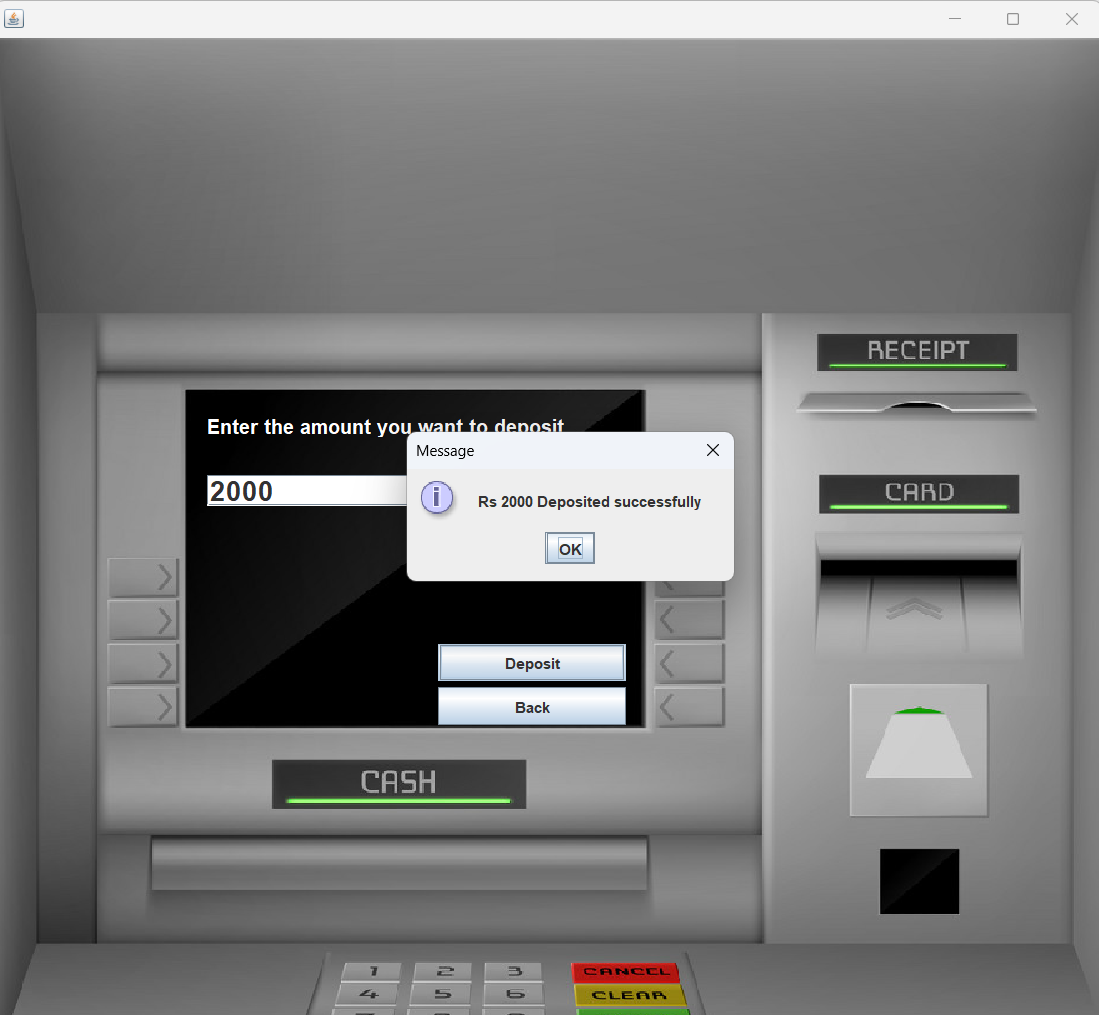 RECEIPT
Enter the amount you want to deposit
Message
2000
Rs 2000 Deposited successfully
OK
CARD
Deposit
Back
CASH
1 2 3 CANCEL
4 5 6 CLEAR